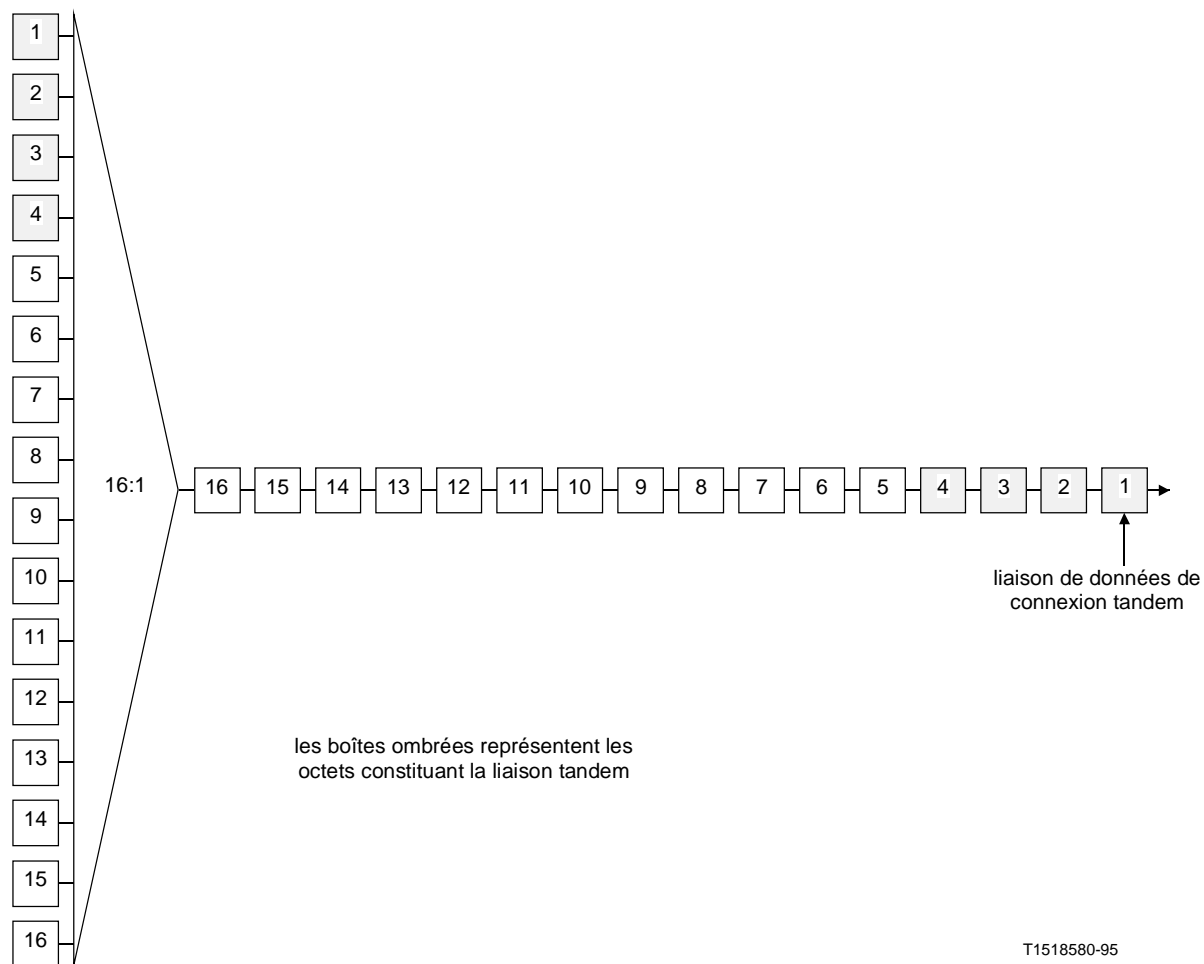 1
2
3
4
5
6
7
8
9
10
11
12
13
14
15
16
16:1
16 15 14 13 12 11 10 9 8 7 6 5 4 3 2 1
liaison de données de
connexion tandem
les boîtes ombrées représentent les
octets constituant la liaison tandem
T1518580-95